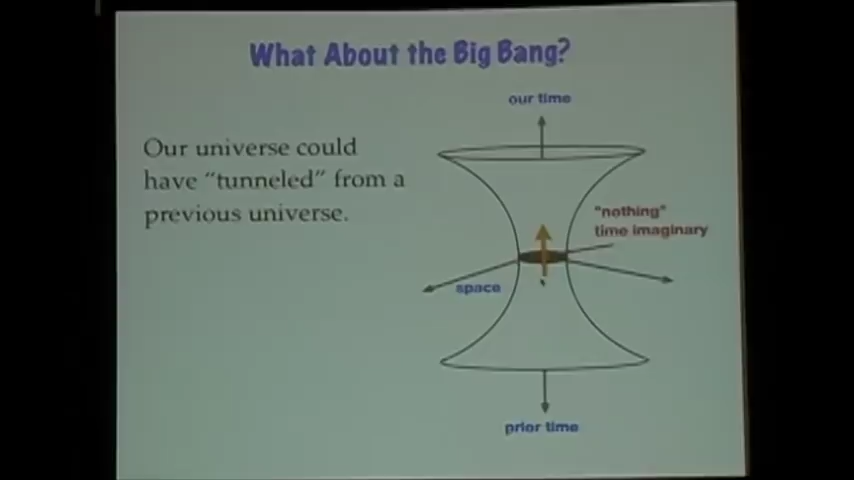 What About the Big Bang?
our time
Our universe could
have "tunneled" from a
previous universe.
"nothing"
time imaginary
space
prior time